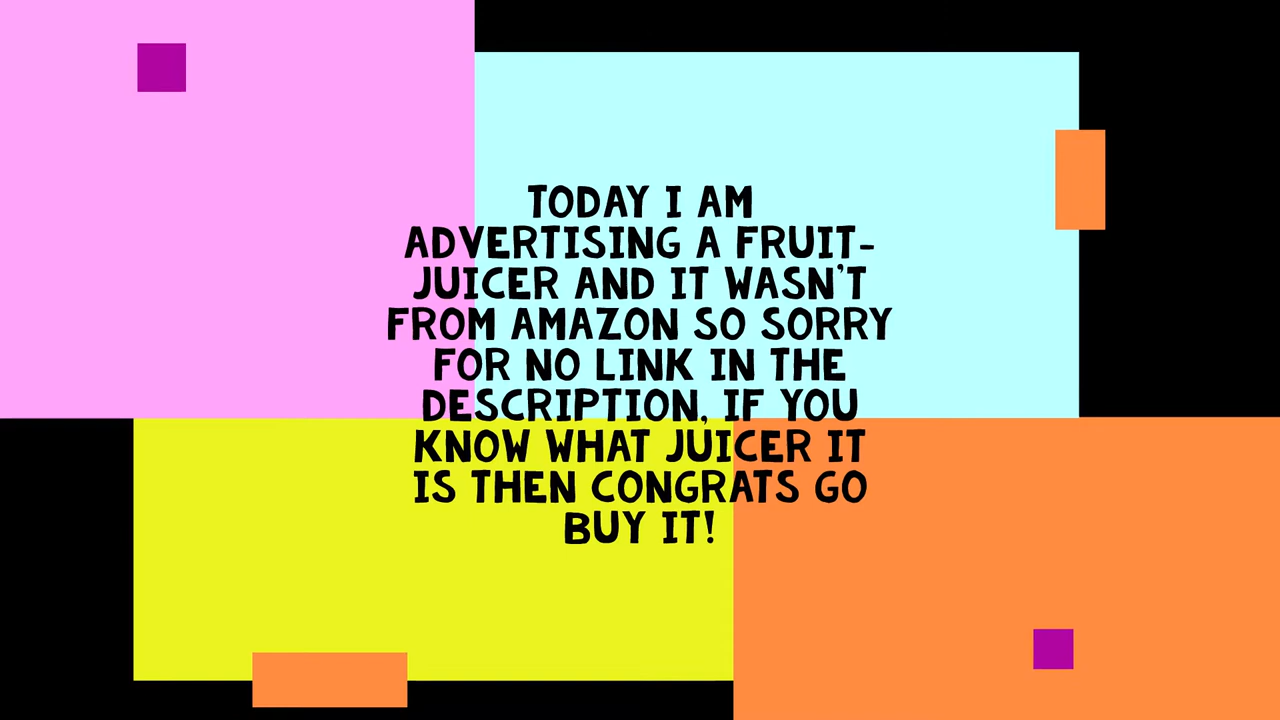 TODAY I AM
ADVERTISING A FRUIT-
JUICER AND IT WASN'T
FROM AMAZON SO SORRY
FOR NO LINK IN THE
DESCRIPTION, IF YOU
KNOW WHAT JUICER IT
IS THEN CONGRATS GO
BUY IT!